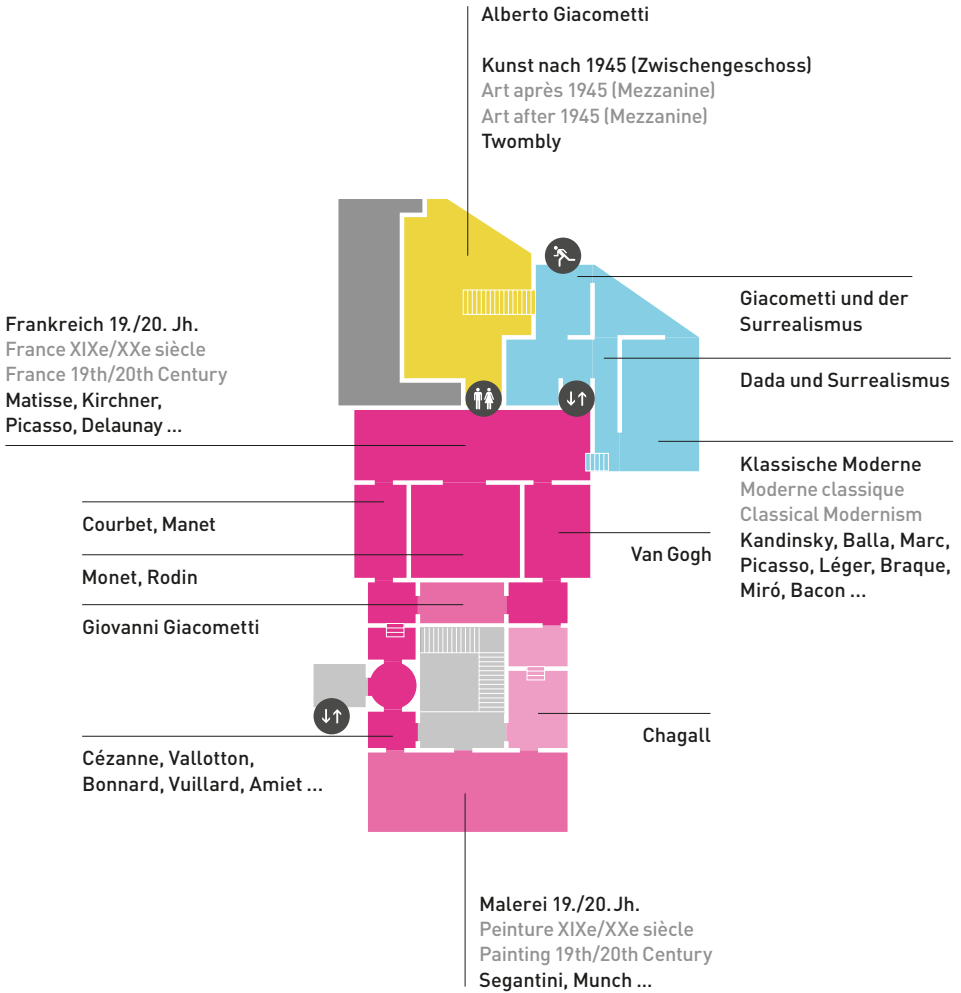 Alberto Giacometti
Kunst nach 1945 (Zwischengeschoss)
Art après 1945 (Mezzanine)
Art after 1945 (Mezzanine)
Twombly
Frankreich 19./20. Jh.
France XIXe/XXe siècle
France 19th/20th Century
Matisse, Kirchner,
Picasso, Delaunay ...
Giacometti und der
Surrealismus
Dada und Surrealismus
Klassische Moderne
Moderne classique
Classical Modernism
Kandinsky, Balla, Marc,
Picasso, Léger, Braque,
Miró, Bacon ...
Courbet, Manet
Monet, Rodin
Van Gogh
Giovanni Giacometti
Chagall
Cézanne, Vallotton,
Bonnard, Vuillard, Amiet ...
Malerei 19./20. Jh.
Peinture XIXe/XXe siècle
Painting 19th/20th Century
Segantini, Munch ...